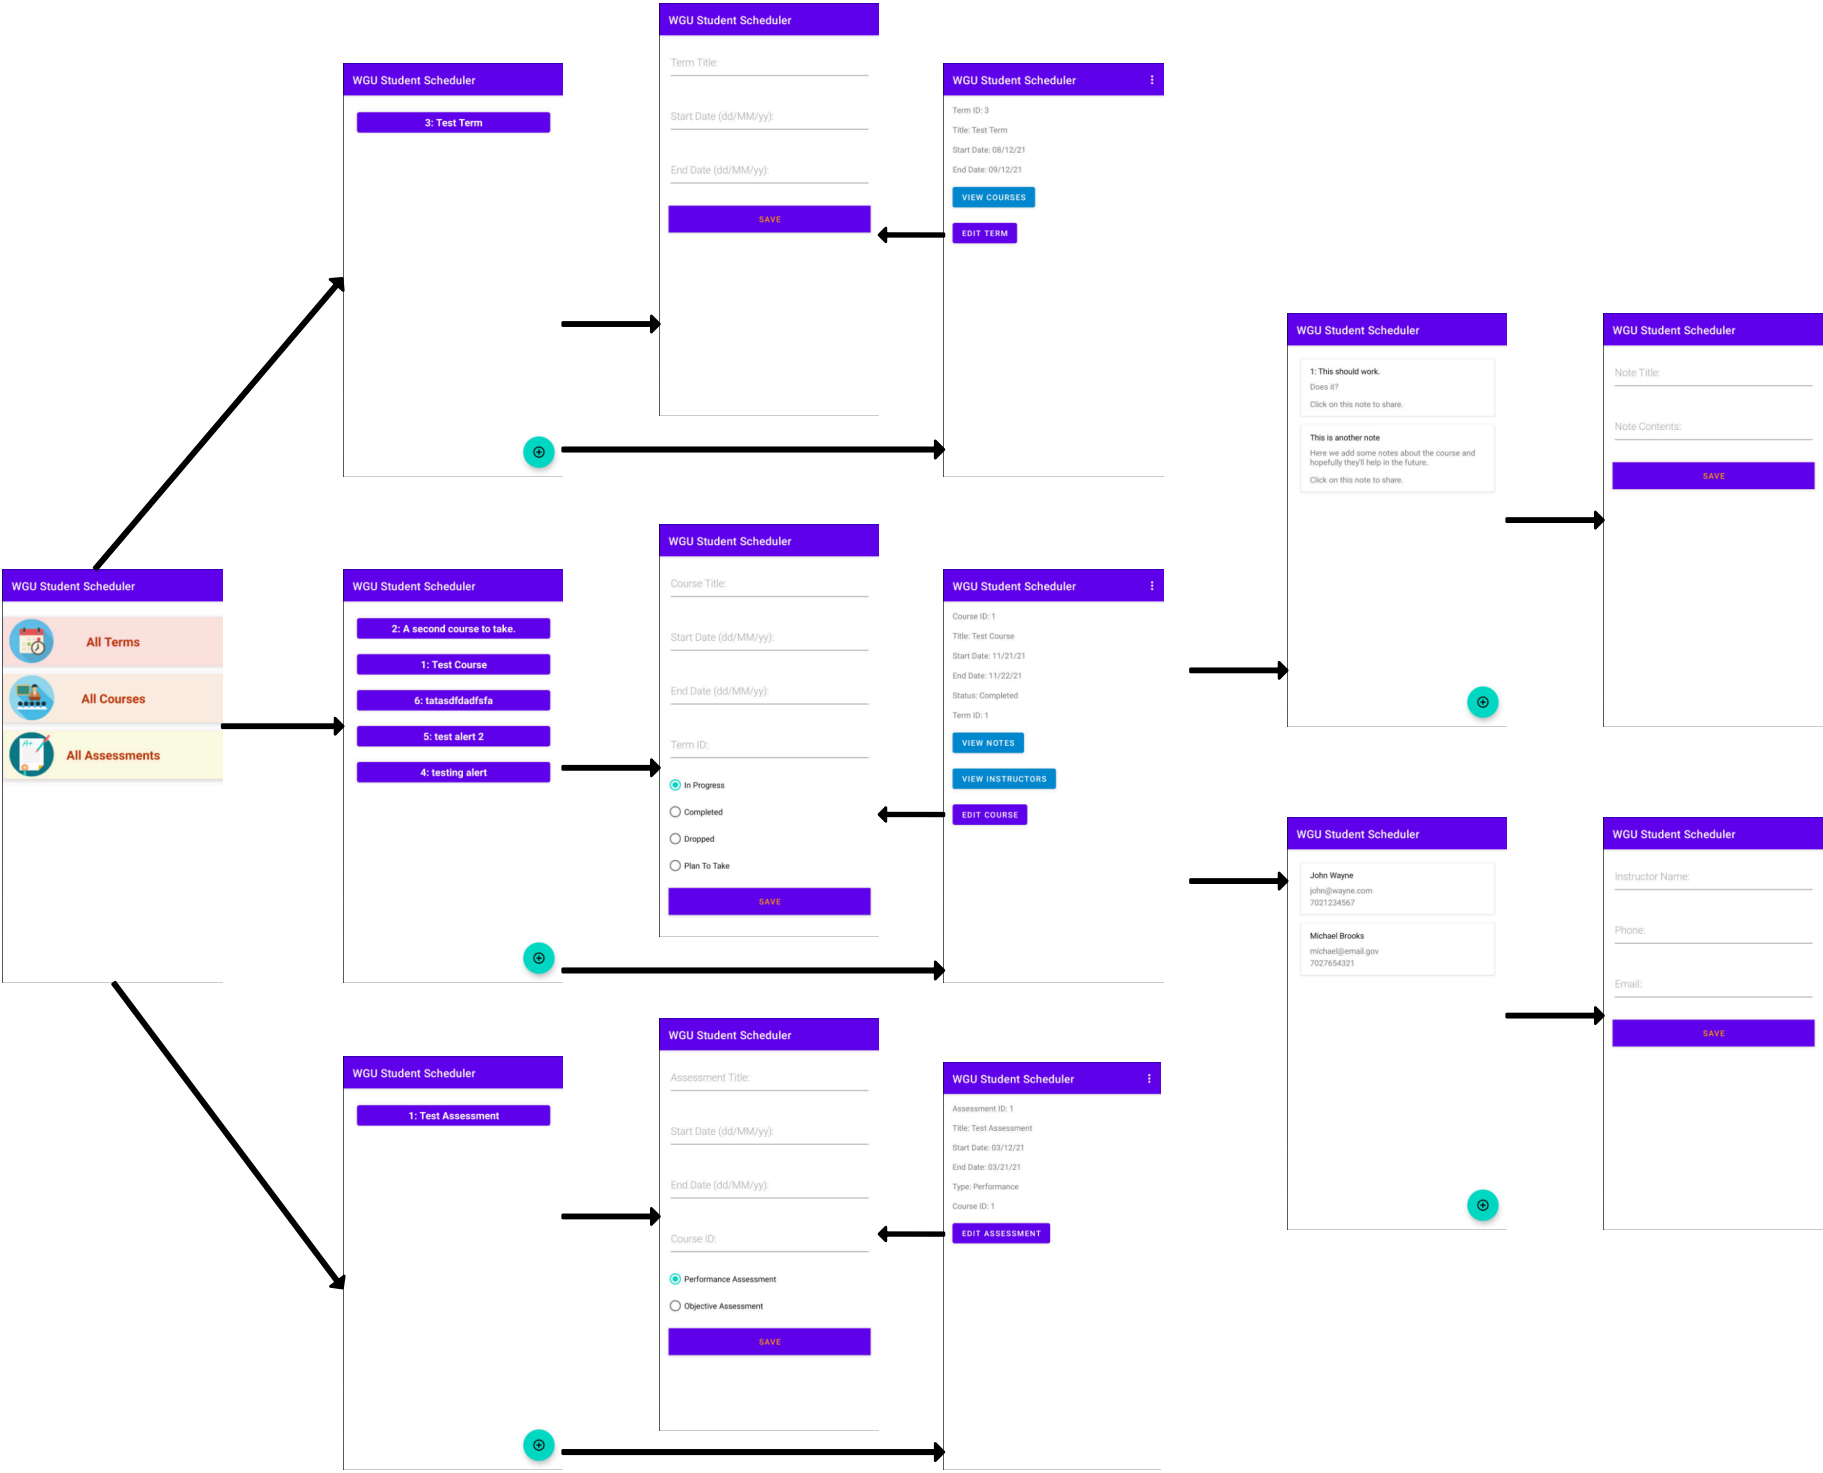 WGU Student Scheduler
All Terms
All Courses
All Assessments
WGU Student Scheduler
3: Test Term
WGU Student Scheduler
Term Title:
Start Date (dd/MM/yy):
End Date (dd/MM/yy):
SAVE
WGU Student Scheduler
Term ID: 3
Title: Test Term
Start Date: 08/12/21
End Date: 09/12/21
VIEW COURSES
EDIT TERM
WGU Student Scheduler
2: A second course to take.
1: Test Course
6: tatasdfdadfsfa
5: test alert 2
4: testing alert
WGU Student Scheduler
Course Title:
Start Date (dd/MM/yy):
End Date (dd/MM/yy):
Term ID:
In Progress
Completed
Dropped
Plan To Take
SAVE
WGU Student Scheduler
Course ID: 1
Title: Test Course
Start Date: 11/21/21
End Date: 11/22/21
Status: Completed
Term ID: 1
VIEW NOTES
VIEW INSTRUCTORS
EDIT COURSE
WGU Student Scheduler
1: This should work.
Does it?
Click on this note to share.
This is another note
Here we add some notes about the course and
hopefully they'll help in the future.
Click on this note to share.
WGU Student Scheduler
Note Title:
Note Contents:
SAVE
WGU Student Scheduler
John Wayne
john@wayne.com
7021234567
Michael Brooks
michael@email.gov
7027654321
WGU Student Scheduler
Instructor Name:
Phone:
Email:
SAVE
WGU Student Scheduler
1: Test Assessment
WGU Student Scheduler
Assessment Title:
Start Date (dd/MM/yy):
End Date (dd/MM/yy):
Course ID:
Performance Assessment
Objective Assessment
SAVE
WGU Student Scheduler
Assessment ID: 1
Title: Test Assessment
Start Date: 03/12/21
End Date: 03/21/21
Type: Performance
Course ID: 1
EDIT ASSESSMENT